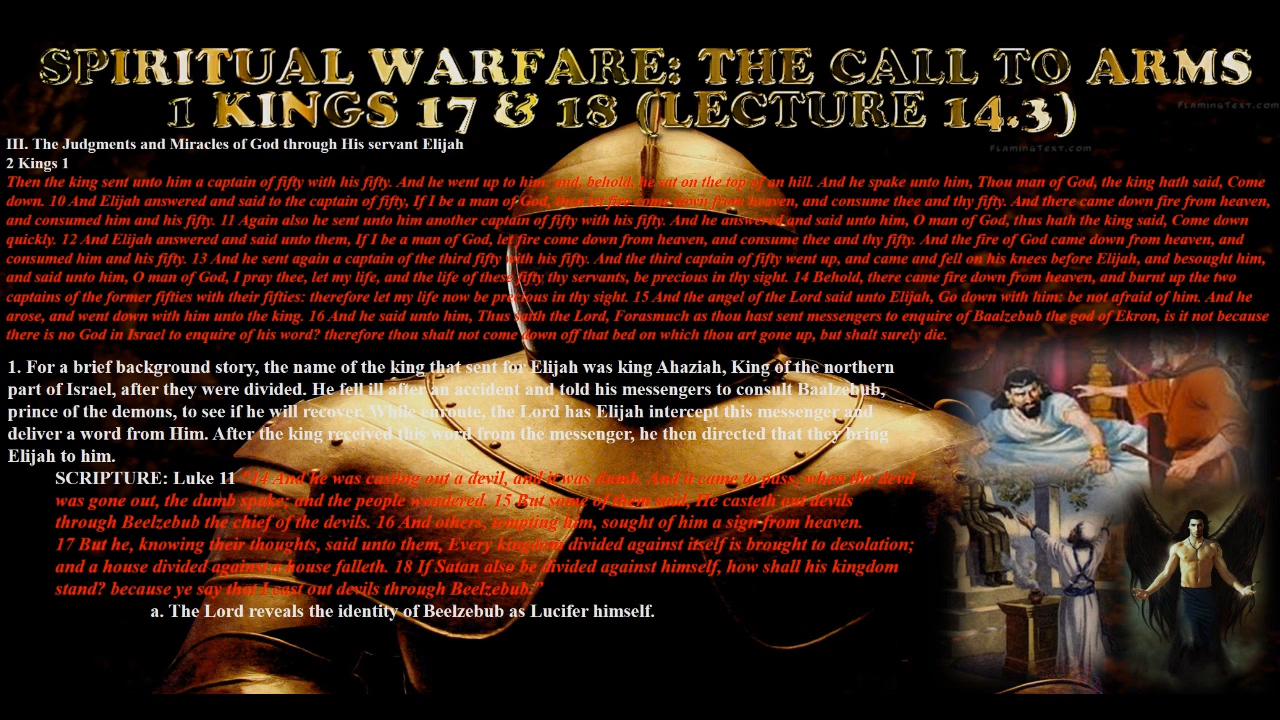 SPIRITUAL WARFARE: THE CALL TO ARMS
1 KINGS 17 & 18 (LECTURE 14.3)
FLAMINGTEXT.COM
FLAMINGTEXT.COM
III. The Judgments and Miracles of God through His servant Elijah
2 Kings 1
Then the king sent unto him a captain of fifty with his fifty. And he went up to him: and, behold, he sat on the top of an hill. And he spake unto him, Thou man of God, the king hath said, Come
down. 10 And Elijah answered and said to the captain of fifty, If I be a man of God, then let fire come down from heaven, and consume thee and thy fifty. And there came down fire from heaven,
and consumed him and his fifty. 11 Again also he sent unto him another captain of fifty with his fifty. And he answered and said unto him, O man of God, thus hath the king said, Come down
quickly. 12 And Elijah answered and said unto them, If I be a man of God, let fire come down from heaven, and consume thee and thy fifty. And the fire of God came down from heaven, and
consumed him and his fifty. 13 And he sent again a captain of the third fifty with his fifty. And the third captain of fifty went up, and came and fell on his knees before Elijah, and besought him,
and said unto him, O man of God, I pray thee, let my life, and the life of these fifty thy servants, be precious in thy sight. 14 Behold, there came fire down from heaven, and burnt up the two
captains of the former fifties with their fifties: therefore let my life now be precious in thy sight. 15 And the angel of the Lord said unto Elijah, Go down with him: be not afraid of him. And he
arose, and went down with him unto the king. 16 And he said unto him, Thus saith the Lord, Forasmuch as thou hast sent messengers to enquire of Baalzebub the god of Ekron, is it not because
there is no God in Israel to enquire of his word? therefore thou shalt not come down off that bed on which thou art gone up, but shalt surely die.
1. For a brief background story, the name of the king that sent for Elijah was king Ahaziah, King of the northern
part of Israel, after they were divided. He fell ill after an accident and told his messengers to consult Baalzebub,
prince of the demons, to see if he will recover. While enroute, the Lord has Elijah intercept this messenger and
deliver a word from Him. After the king received this word from the messenger, he then directed that they bring
Elijah to him.
SCRIPTURE: Luke 11 "14 And he was casting out a devil, and it was dumb. And it came to pass, when the devil
was gone out, the dumb spake; and the people wondered. 15 But some of them said, He casteth out devils
through Beelzebub the chief of the devils. 16 And others, tempting him, sought of him a sign from heaven.
17 But he, knowing their thoughts, said unto them, Every kingdom divided against itself is brought to desolation;
and a house divided against a house falleth. 18 If Satan also be divided against himself, how shall his kingdom
stand? because ye say that I cast out devils through Beelzebub."
a. The Lord reveals the identity of Beelzebub as Lucifer himself.